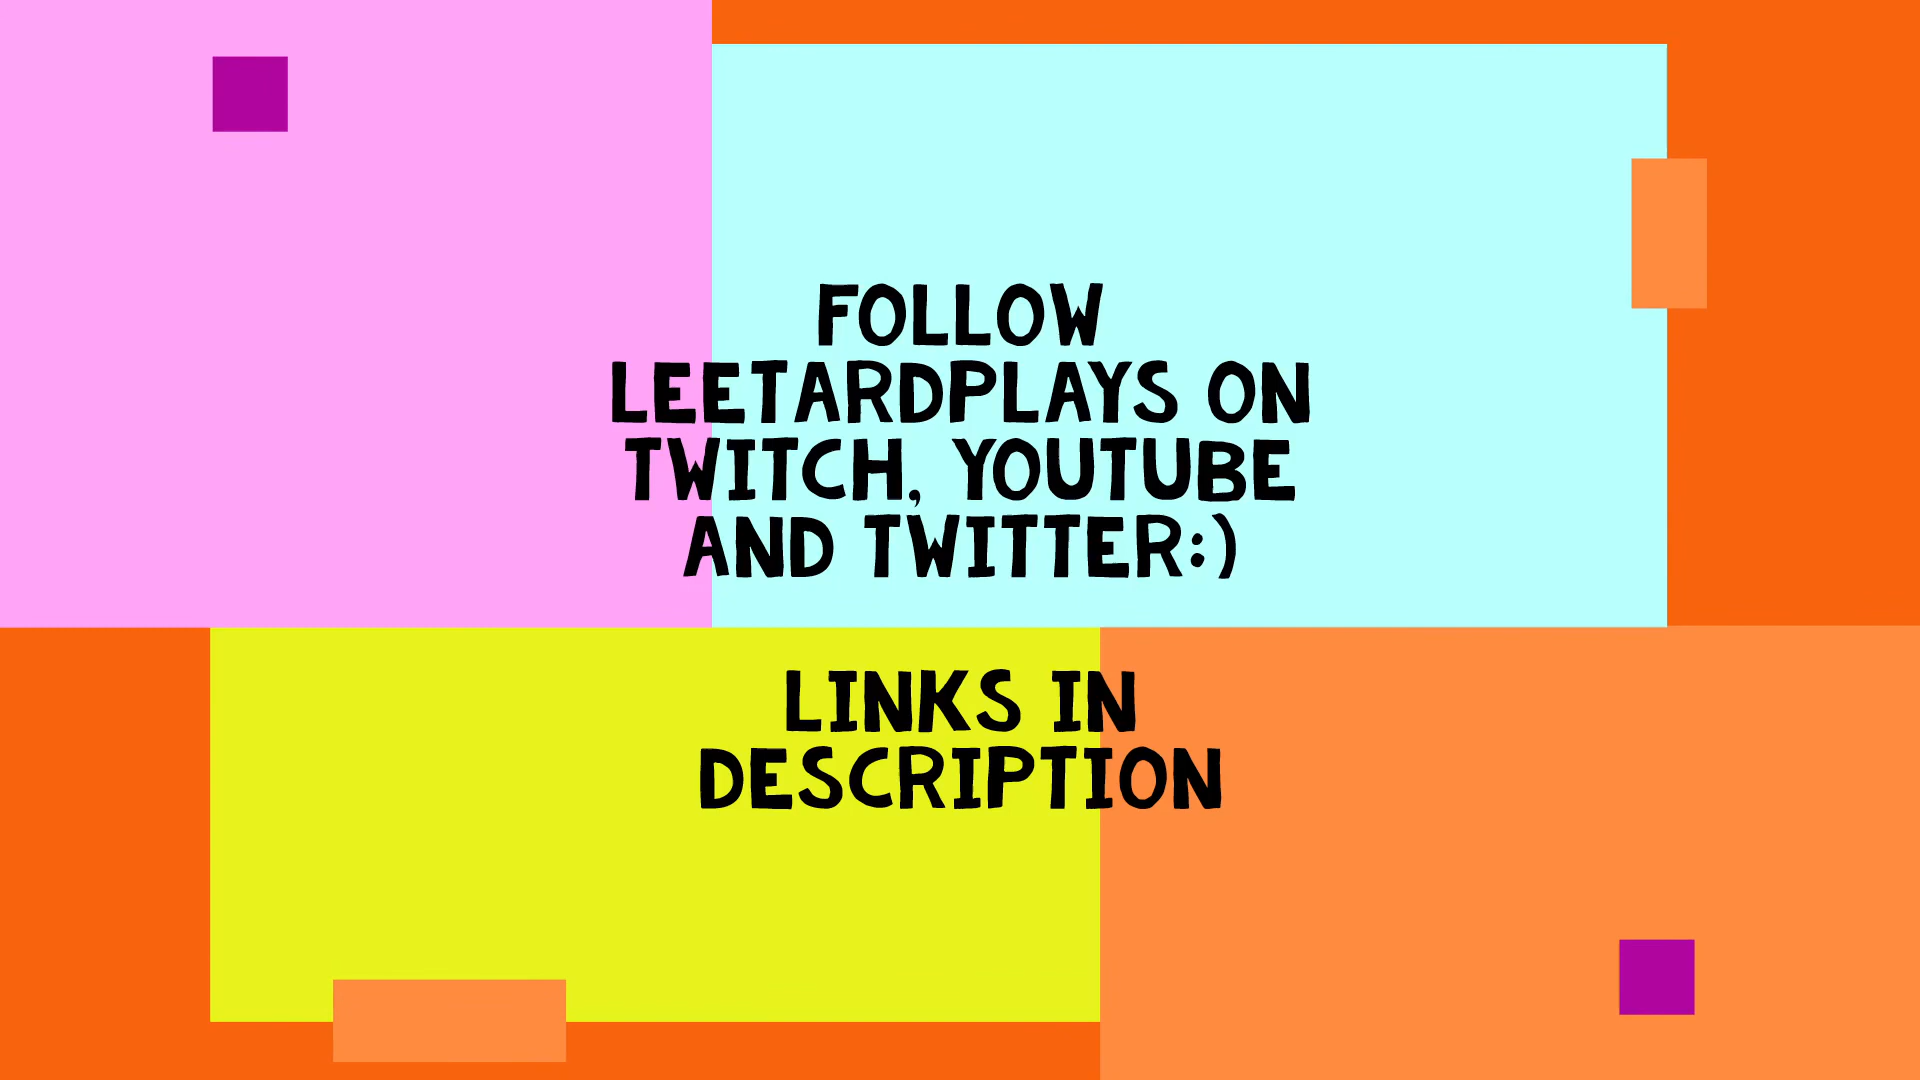 FOLLOW
LEETARDPLAYS ON
TWITCH, YOUTUBE
AND TWITTER:)
LINKS IN
DESCRIPTION